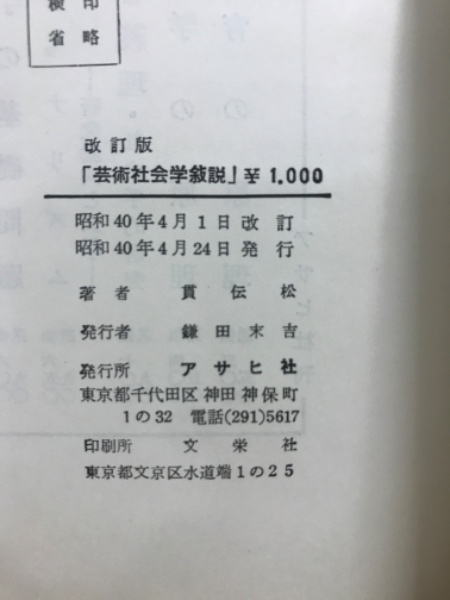 検印
省略
改訂版
「芸術社会学敍説」¥1.000
昭和40年4月1日改訂
昭和40年4月24日発行
著者 貫伝松
発行者 鎌田末吉
発行所 アサヒ社
東京都千代田区神田神保町
1の32 電話(291)5617
印刷所 文栄社
東京都文京区水道端1の25